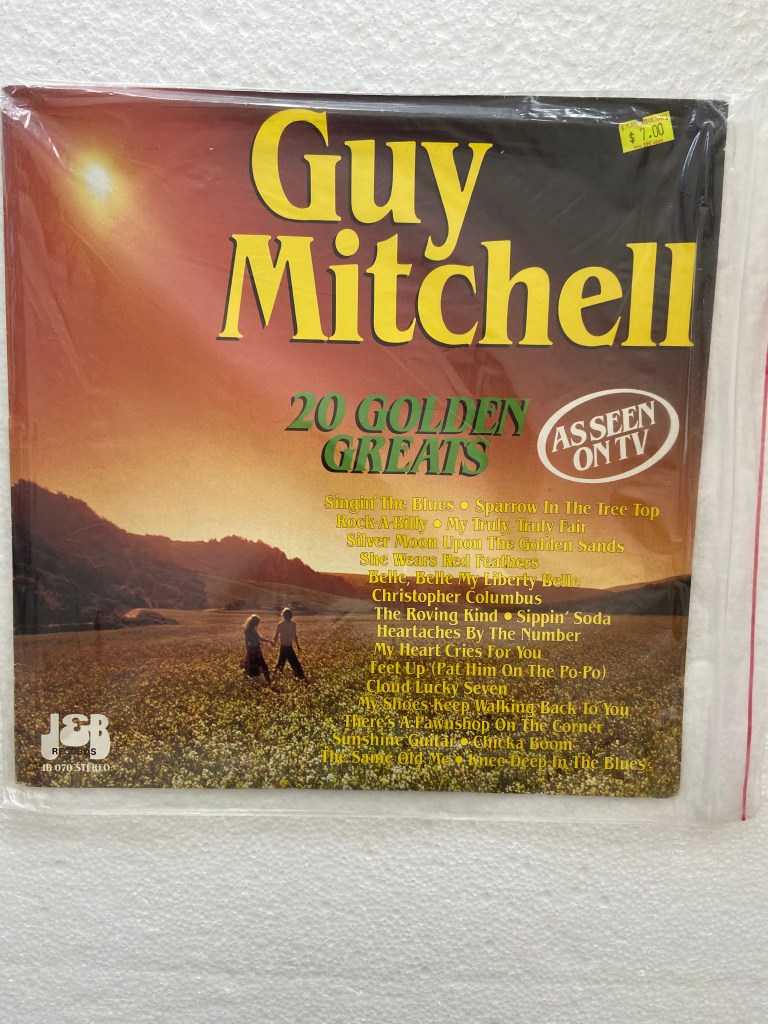 $ 7.00
Guy
Mitchell
20 GOLDEN
GREATS
AS SEEN
ON TV
Singin' The Blues • Sparrow In The Tree Top
Rock-A-Billy • My Truly, Truly Fair
Silver Moon Upon The Golden Sands
She Wears Red Feathers
Belle, Belle My Liberty Belle
Christopher Columbus
The Roving Kind • Sippin' Soda
Heartaches By The Number
My Heart Cries For You
Feet Up (Pat Him On The Po-Po)
Cloud Lucky Seven
My Shoes Keep Walking Back To You
There's A Pawnshop On The Corner
Sunshine Guitar • Chicka Boom
The Same Old Me • Knee Deep In The Blues
J&B
RECORDS
JB 070 STEREO